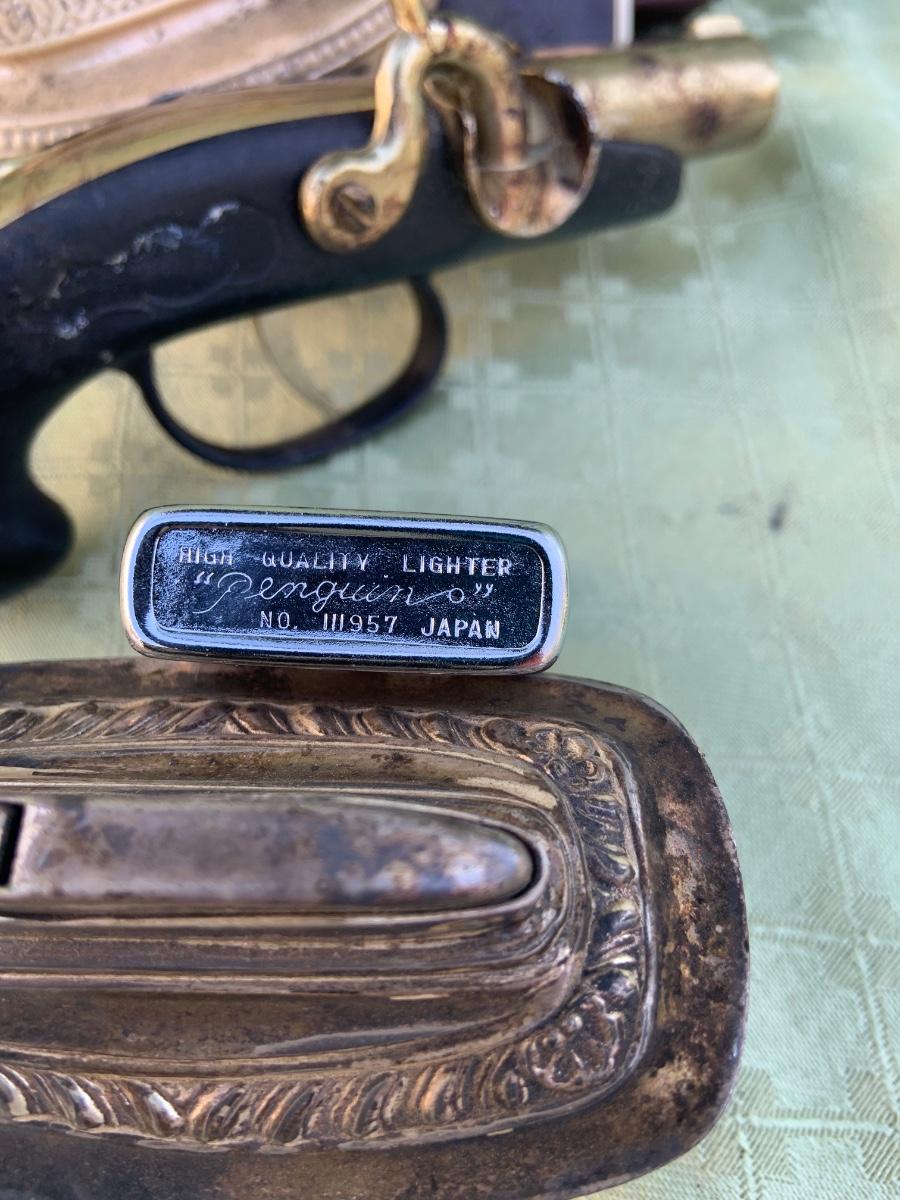 HIGH QUALITY LIGHTER
“Penguin”
NO. 111957 JAPAN